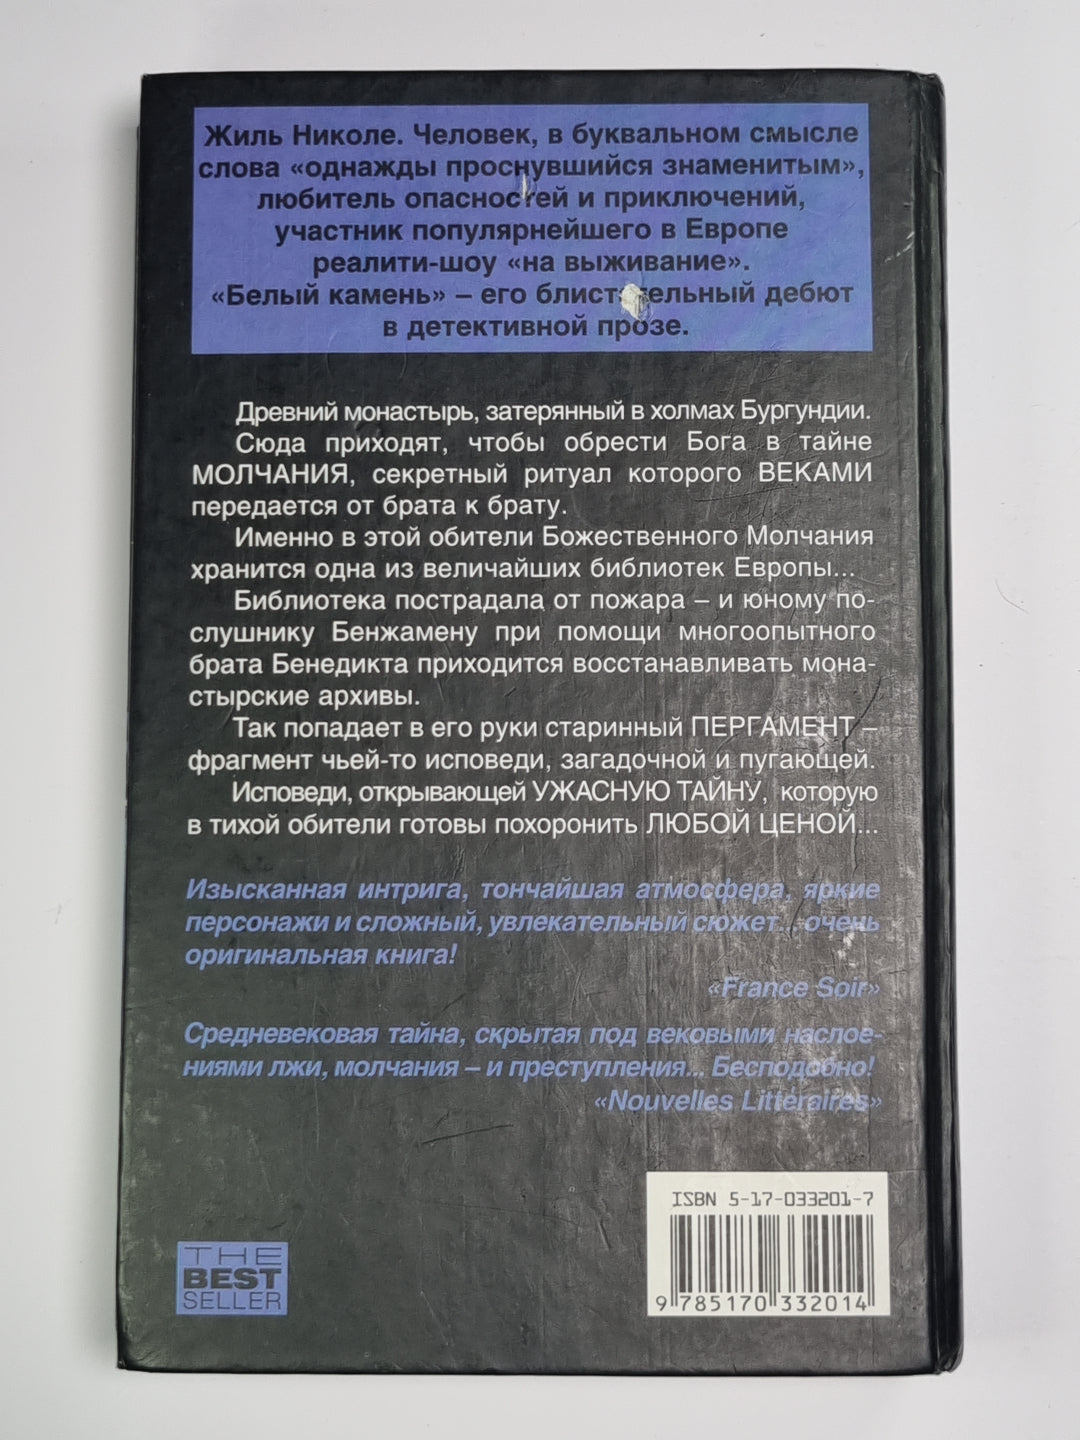 Жиль Николе. Человек, в буквальном смысле
слова «однажды проснувшийся знаменитым»,
любитель опасностей и приключений,
участник популярнейшего в Европе
реалити-шоу «на выживание».
«Белый камень» – его блистательный дебют
в детективной прозе.
Древний монастырь, затерянный в холмах Бургундии.
Сюда приходят, чтобы обрести Бога в тайне
МОЛЧАНИЯ, секретный ритуал которого ВЕКАМИ
передается от брата к брату.
Именно в этой обители Божественного Молчания
хранится одна из величайших библиотек Европы...
Библиотека пострадала от пожара – и юному по-
слушнику Бенжамену при помощи многоопытного
брата Бенедикта приходится восстанавливать мона-
стырские архивы.
Так попадает в его руки старинный ПЕРГАМЕНТ –
фрагмент чьей-то исповеди, загадочной и пугающей.
Исповеди, открывающей УЖАСНУЮ ТАЙНУ, которую
в тихой обители готовы похоронить ЛЮБОЙ ЦЕНОЙ...
Изысканная интрига, тончайшая атмосфера, яркие
персонажи и сложный, увлекательный сюжет... очень
оригинальная книга!
«France Soir»
Средневековая тайна, скрытая под вековыми наслое-
ниями лжи, молчания – и преступления... Бесподобно!
«Nouvelles Litteraires»
ISBN 5-17-033201-7
9 785170 332014
THE
BEST
SELLER